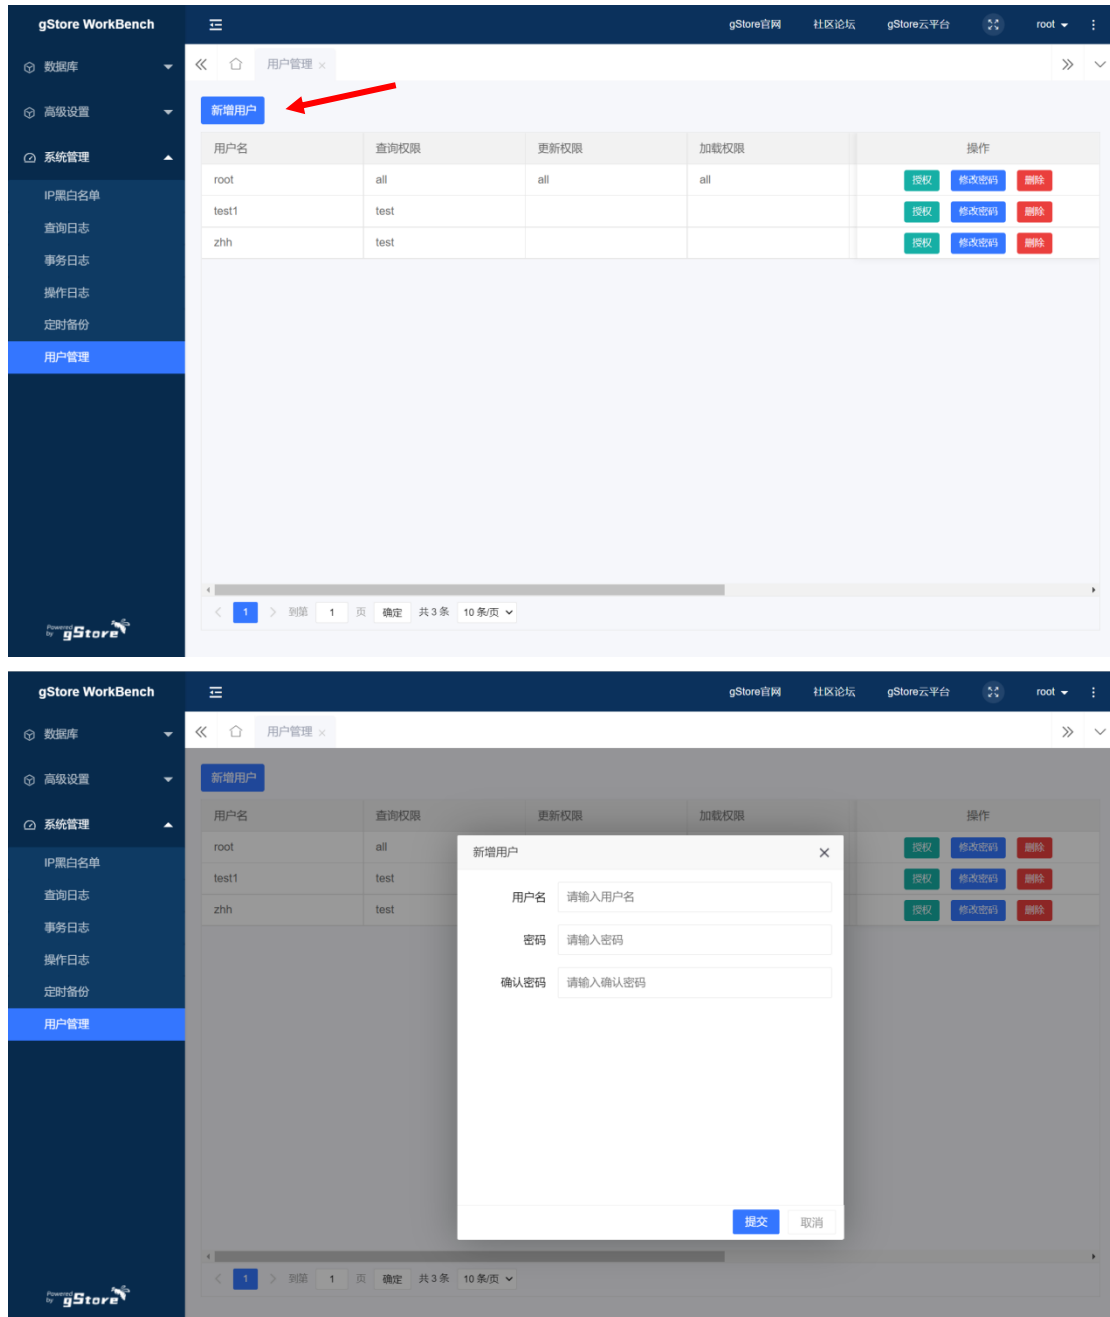 gStore WorkBench
gStore官网 社区论坛 gStore云平台 root
数据库
用户管理
高级设置
新增用户
系统管理
用户名 查询权限 更新权限 加载权限 操作
root all all all 授权 修改密码 删除
test1 test 授权 修改密码 删除
zhh test 授权 修改密码 删除
IP黑白名单
查询日志
事务日志
操作日志
定时备份
用户管理
1 到第 1 页 确定 共 3 条 10 条/页
Powered by gStore
gStore WorkBench
gStore官网 社区论坛 gStore云平台 root
数据库
用户管理
高级设置
新增用户
系统管理
用户名 查询权限 更新权限 加载权限 操作
root all 授权 修改密码 删除
test1 test 授权 修改密码 删除
zhh test 授权 修改密码 删除
IP黑白名单
查询日志
事务日志
操作日志
定时备份
用户管理
新增用户
用户名 请输入用户名
密码 请输入密码
确认密码 请输入确认密码
提交 取消
1 到第 1 页 确定 共 3 条 10 条/页
Powered by gStore